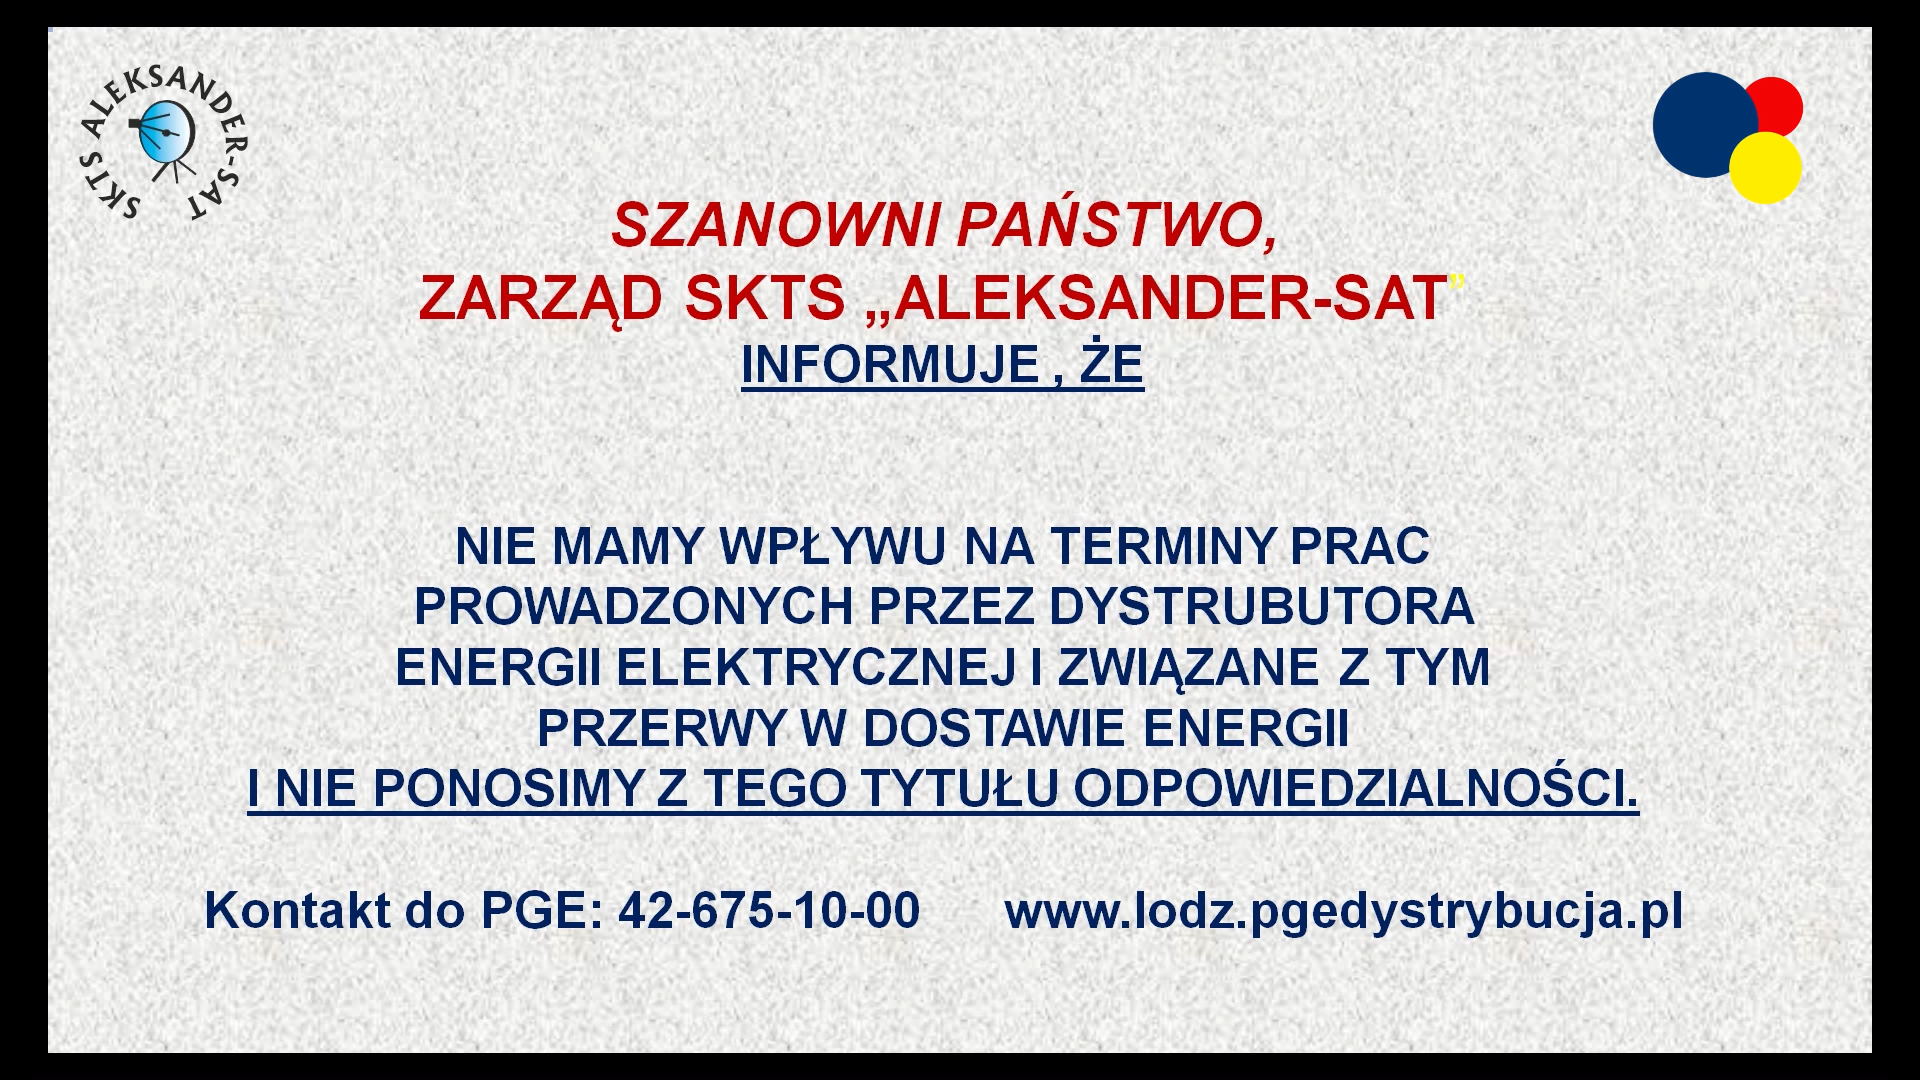 SKTS ALEKSANDER-SAT
SZANOWNI PAŃSTWO,
ZARZĄD SKTS „ALEKSANDER-SAT”
INFORMUJE , ŻE
NIE MAMY WPŁYWU NA TERMINY PRAC
PROWADZONYCH PRZEZ DYSTRUBUTORA
ENERGII ELEKTRYCZNEJ I ZWIĄZANE Z TYM
PRZERWY W DOSTAWIE ENERGII
I NIE PONOSIMY Z TEGO TYTUŁU ODPOWIEDZIALNOŚCI.
Kontakt do PGE: 42-675-10-00 www.lodz.pgedystrybucja.pl